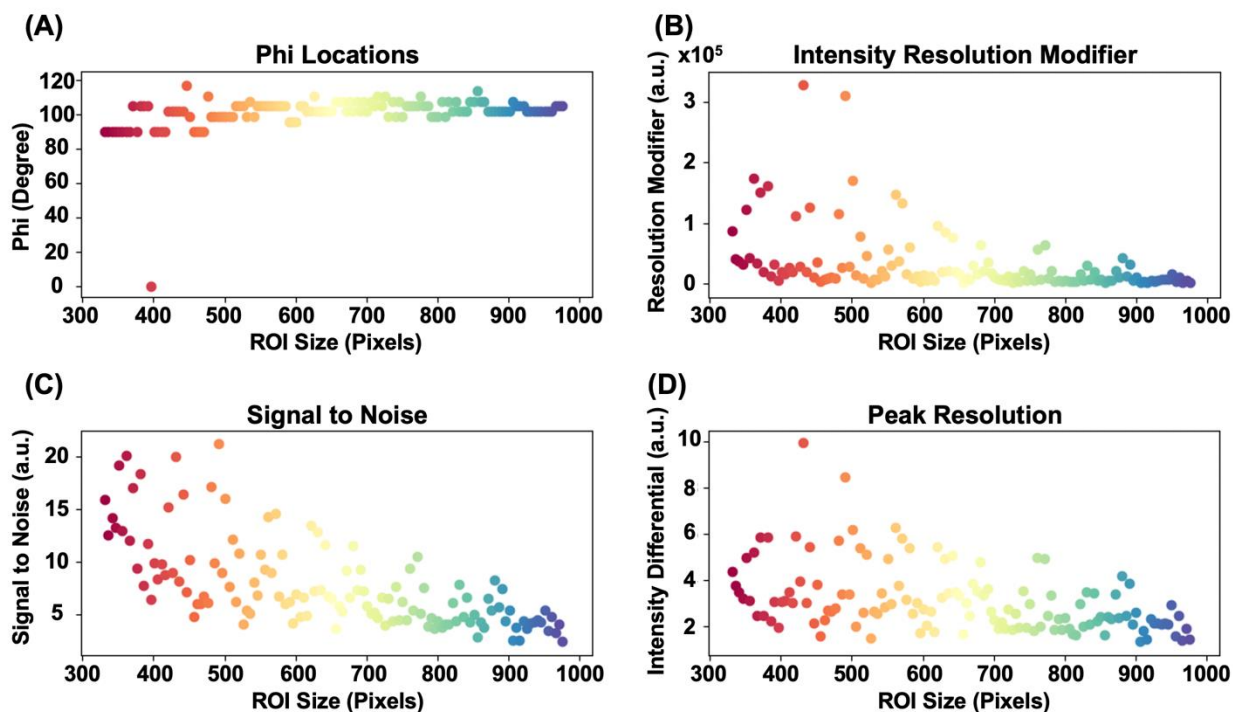 (A)
Phi Locations
Phi (Degree)
120
100
80
60
40
20
0
300 400 500 600 700 800 900 1000
ROI Size (Pixels)
(B)
x10⁵
Intensity Resolution Modifier
Resolution Modifier (a.u.)
3
2
1
0
300 400 500 600 700 800 900 1000
ROI Size (Pixels)
(C)
Signal to Noise
Signal to Noise (a.u.)
20
15
10
5
300 400 500 600 700 800 900 1000
ROI Size (Pixels)
(D)
Peak Resolution
Intensity Differential (a.u.)
10
8
6
4
2
300 400 500 600 700 800 900 1000
ROI Size (Pixels)